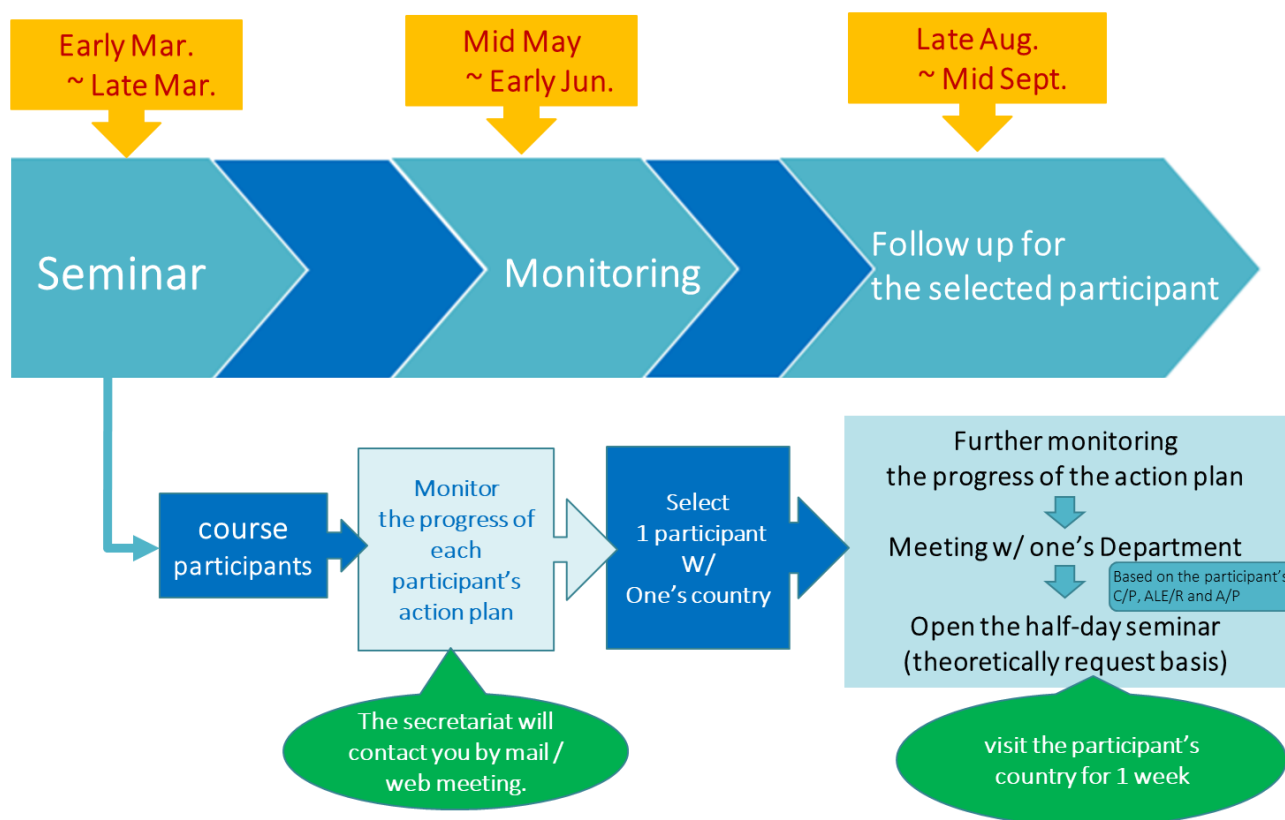 Early Mar.
~ Late Mar.
Mid May
~ Early Jun.
Late Aug.
~ Mid Sept.
Seminar
Monitoring
Follow up for
the selected participant
course
participants
Monitor
the progress of
each
participant's
action plan
Select
1 participant
W/
One's country
Further monitoring
the progress of the action plan
Meeting w/ one's Department
Based on the participant's
C/P, ALE/R and A/P
Open the half-day seminar
(theoretically request basis)
The secretariat will
contact you by mail /
web meeting.
visit the participant's
country for 1 week